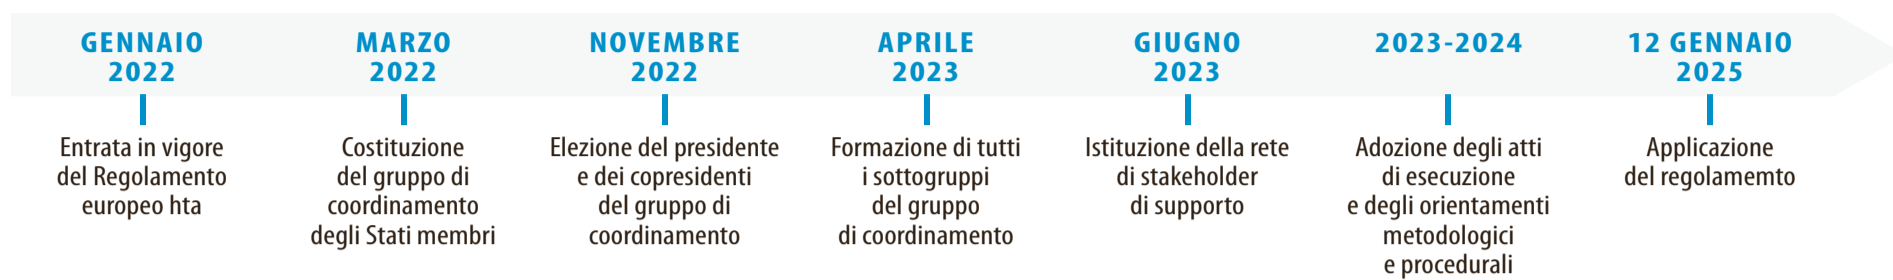 GENNAIO
2022
Entrata in vigore
del Regolamento
europeo hta
MARZO
2022
Costituzione
del gruppo di
coordinamento
degli Stati membri
NOVEMBRE
2022
Elezione del presidente
e dei copresidenti
del gruppo di
coordinamento
APRILE
2023
Formazione di tutti
i sottogruppi
del gruppo
di coordinamento
GIUGNO
2023
Istituzione della rete
di stakeholder
di supporto
2023-2024
Adozione degli atti
di esecuzione
e degli orientamenti
metodologici
e procedurali
12 GENNAIO
2025
Applicazione
del regolamemto